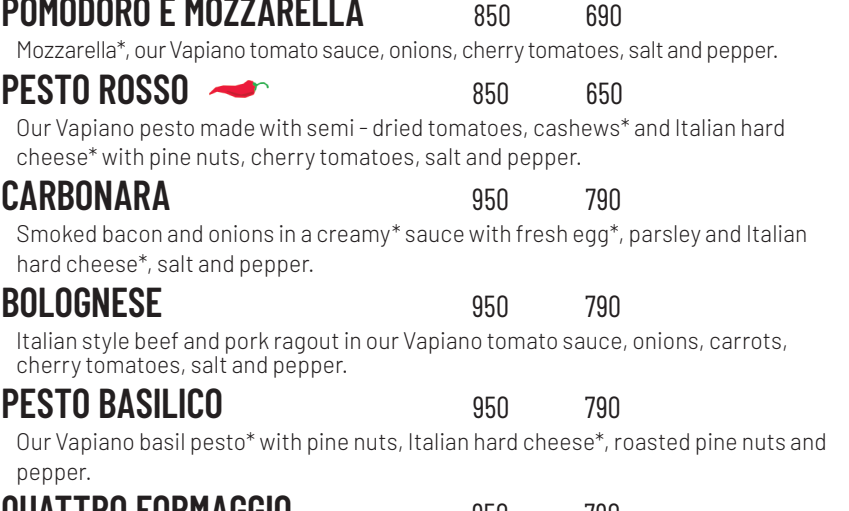 POMODORO E MOZZARELLA 850 690
Mozzarella*, our Vapiano tomato sauce, onions, cherry tomatoes, salt and pepper.
PESTO ROSSO 850 650
Our Vapiano pesto made with semi - dried tomatoes, cashews* and Italian hard
cheese* with pine nuts, cherry tomatoes, salt and pepper.
CARBONARA 950 790
Smoked bacon and onions in a creamy* sauce with fresh egg*, parsley and Italian
hard cheese*, salt and pepper.
BOLOGNESE 950 790
Italian style beef and pork ragout in our Vapiano tomato sauce, onions, carrots,
cherry tomatoes, salt and pepper.
PESTO BASILICO 950 790
Our Vapiano basil pesto* with pine nuts, Italian hard cheese*, roasted pine nuts and
pepper.
QUATTRO FORMAGGIO 950 790